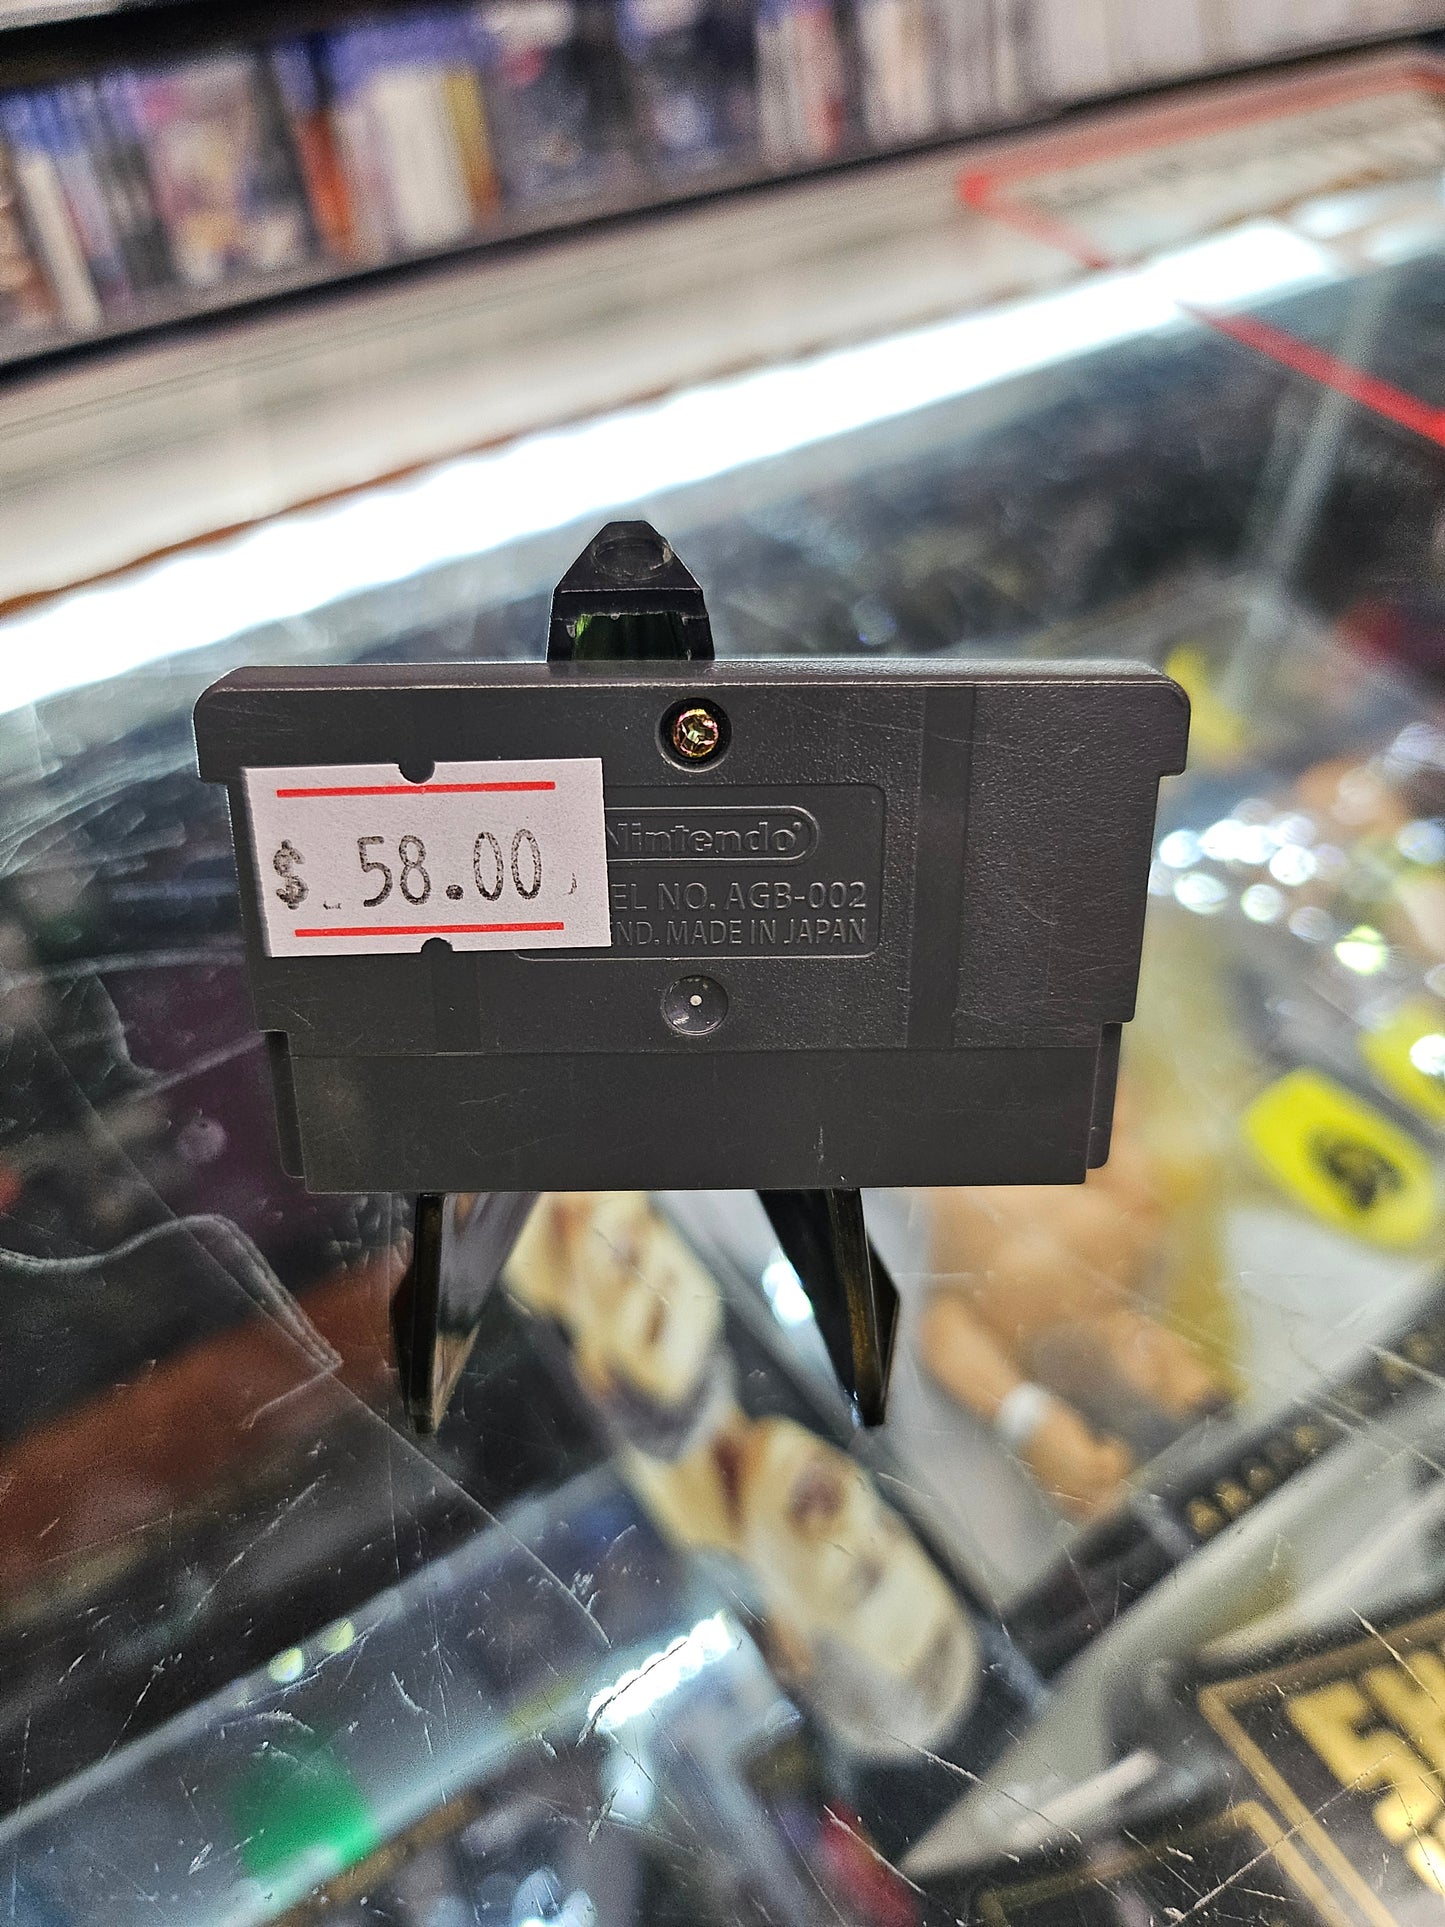 $ 58.00
Nintendo
EL NO. AGB-002
ND. MADE IN JAPAN